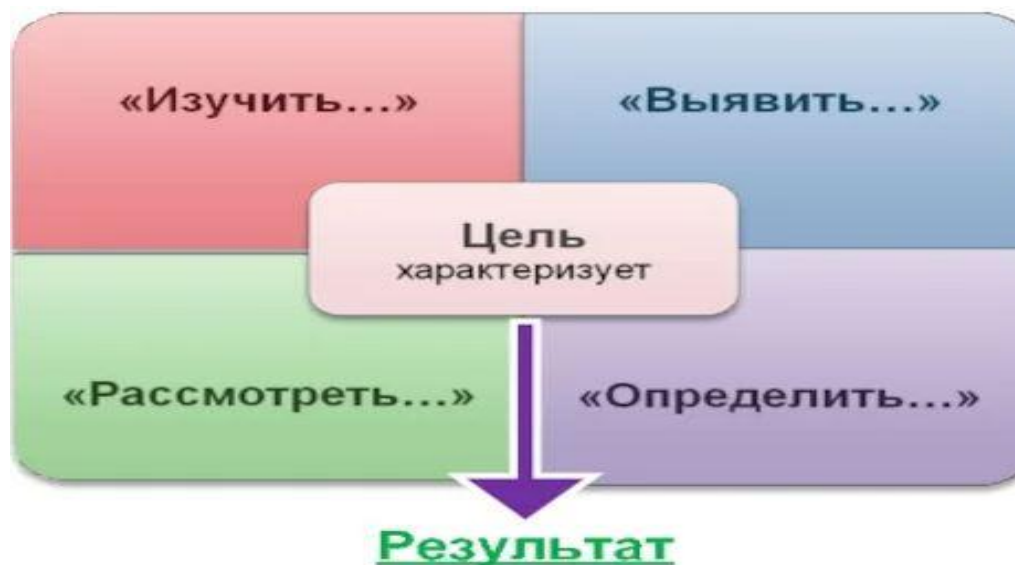 «Изучить...»
«Выявить...»
Цель
характеризует
«Рассмотреть...»
«Определить...»
Результат